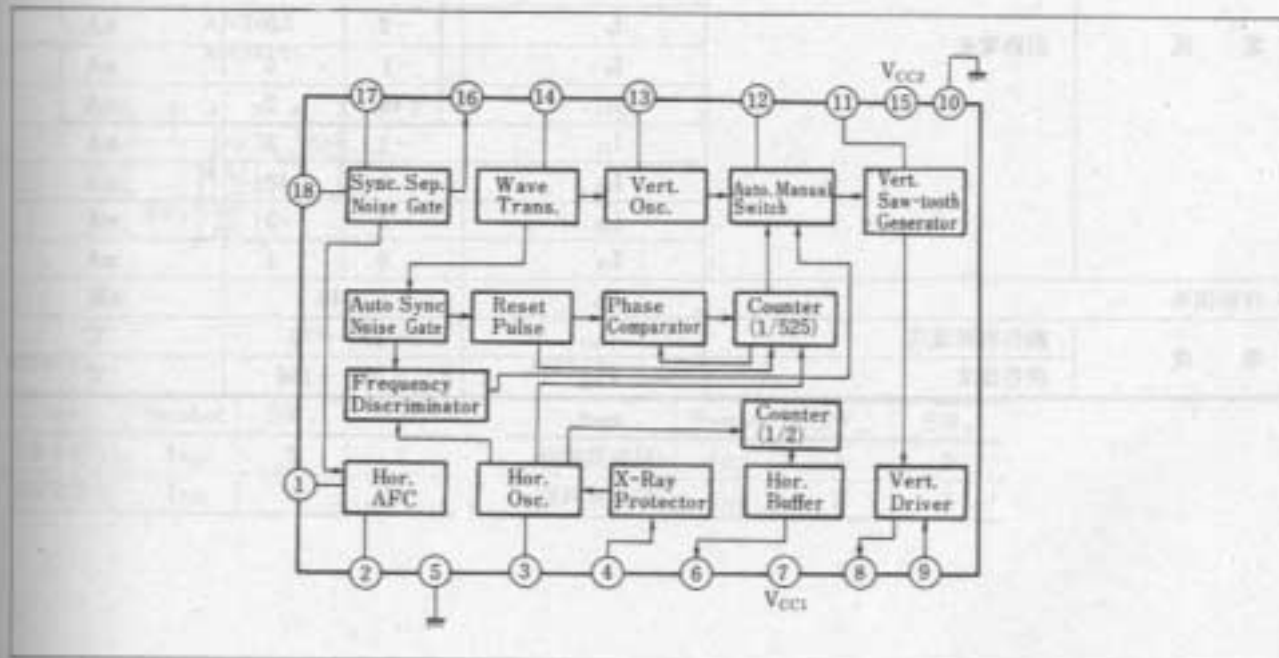 V_CC2
17
16
14
13
12
11
15
10
18
Sync. Sep.
Noise Gate
Wave
Trans.
Vert.
Osc.
Auto. Manual
Switch
Vert.
Saw-tooth
Generator
Auto Sync
Noise Gate
Reset
Pulse
Phase
Comparator
Counter
(1/525)
Frequency
Discriminator
Counter
(1/2)
1
Hor.
AFC
Hor.
Osc.
X-Ray
Protector
Hor.
Buffer
Vert.
Driver
2
5
3
4
6
7
8
9
V_CC1